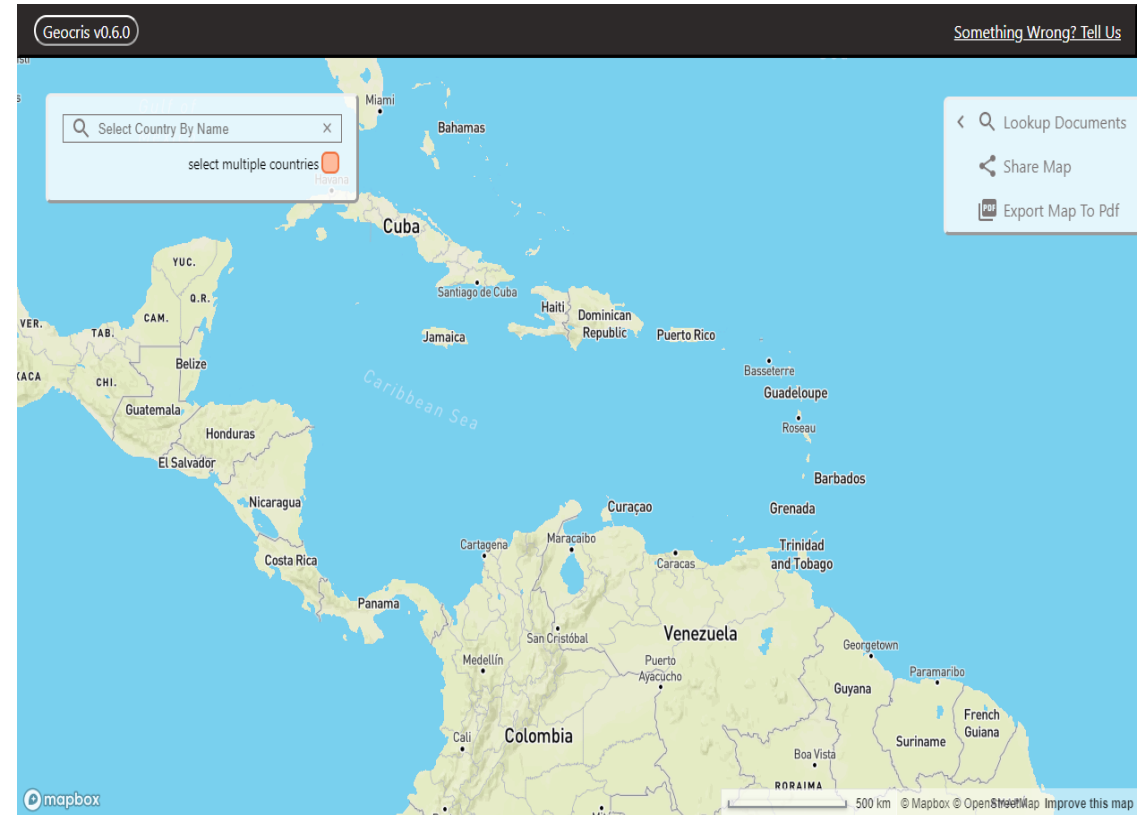 Geocris v0.6.0
Something Wrong? Tell Us
Select Country By Name
select multiple countries
Lookup Documents
Share Map
Export Map To Pdf
Miami
Bahamas
Havana
Cuba
Santiago de Cuba
YUC.
Q.R.
CAM.
VER.
TAB.
CHI.
Belize
Guatemala
Honduras
El Salvador
Nicaragua
Costa Rica
Panama
Jamaica
Haiti
Dominican
Republic
Puerto Rico
Basseterre
Guadeloupe
Roseau
Caribbean Sea
Barbados
Grenada
Curaçao
Trinidad
and Tobago
Cartagena
Maracaibo
Caracas
San Cristóbal
Venezuela
Medellín
Puerto
Ayacucho
Georgetown
Paramaribo
Guyana
French
Guiana
Suriname
Cali
Colombia
Boa Vista
RORAIMA
mapbox
500 km
© Mapbox © OpenStreetMap Improve this map